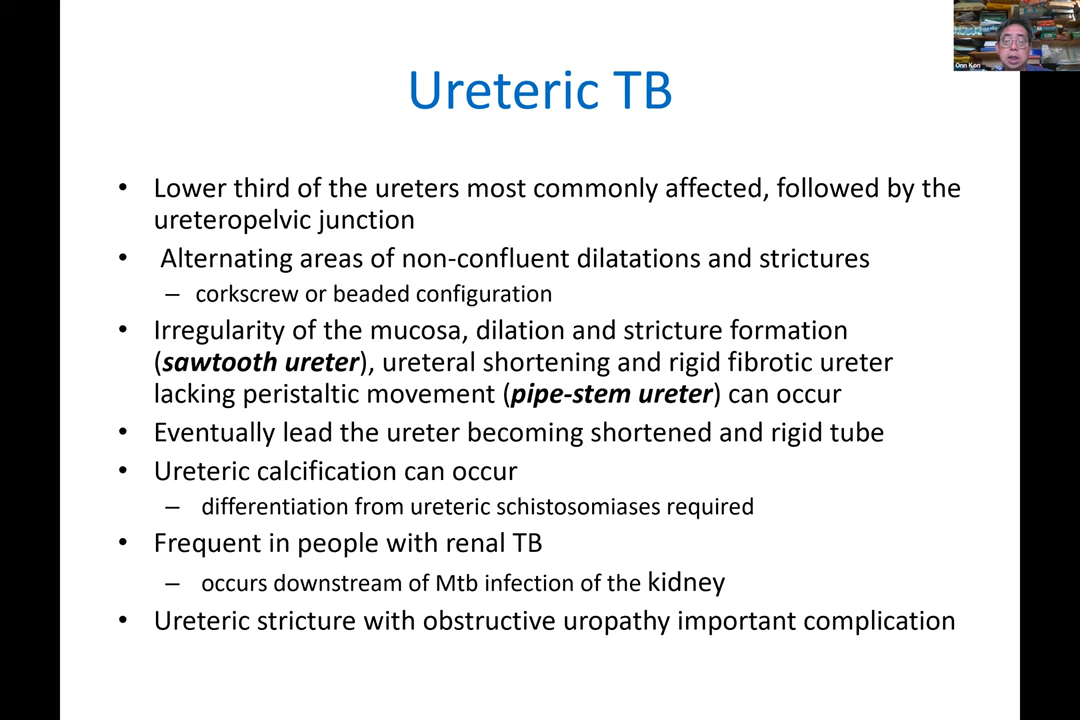 Onn Kon
Ureteric TB
• Lower third of the ureters most commonly affected, followed by the
ureteropelvic junction
• Alternating areas of non-confluent dilatations and strictures
– corkscrew or beaded configuration
• Irregularity of the mucosa, dilation and stricture formation
(sawtooth ureter), ureteral shortening and rigid fibrotic ureter
lacking peristaltic movement (pipe-stem ureter) can occur
• Eventually lead the ureter becoming shortened and rigid tube
• Ureteric calcification can occur
– differentiation from ureteric schistosomiases required
• Frequent in people with renal TB
– occurs downstream of Mtb infection of the kidney
• Ureteric stricture with obstructive uropathy important complication